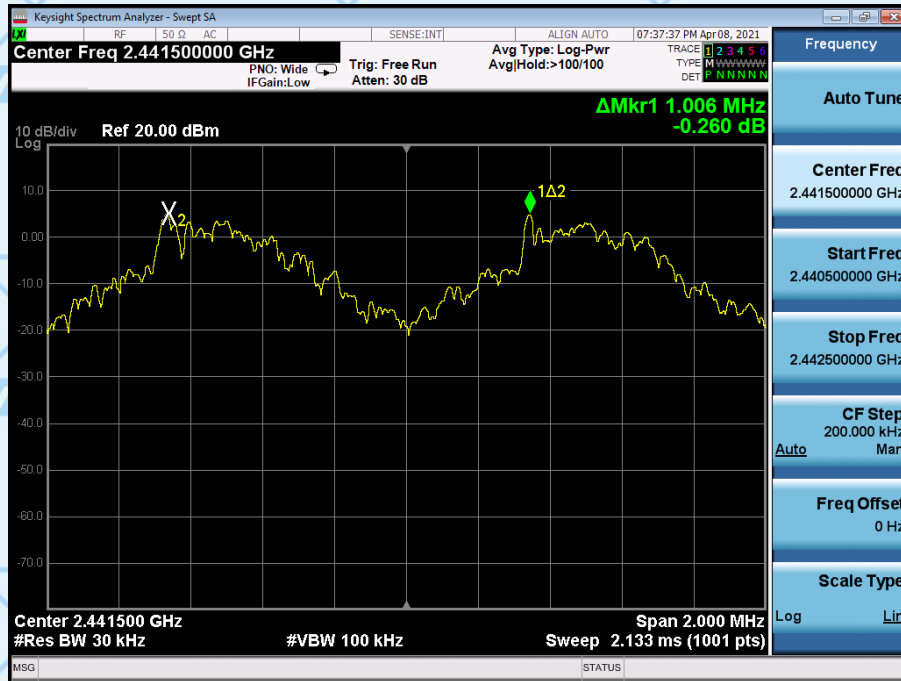 Keysight Spectrum Analyzer - Swept SA
LXI RF 50 Ω AC SENSE:INT ALIGN AUTO 07:37:37 PM Apr 08, 2021
Center Freq 2.441500000 GHz
PNO: Wide
IFGain:Low
Trig: Free Run
Atten: 30 dB
Avg Type: Log-Pwr
Avg|Hold:>100/100
TRACE 1 2 3 4 5 6
TYPE M WWWWW
DET P N N N N N
ΔMkr1 1.006 MHz
-0.260 dB
10 dB/div Ref 20.00 dBm
Log
10.0
0.00
-10.0
-20.0
-30.0
-40.0
-50.0
-60.0
-70.0
X2
1Δ2
Center 2.441500 GHz Span 2.000 MHz
#Res BW 30 kHz #VBW 100 kHz Sweep 2.133 ms (1001 pts)
MSG STATUS
Frequency
Auto Tune
Center Freq
2.441500000 GHz
Start Freq
2.440500000 GHz
Stop Freq
2.442500000 GHz
CF Step
200.000 kHz
Auto Man
Freq Offset
0 Hz
Scale Type
Log Lin